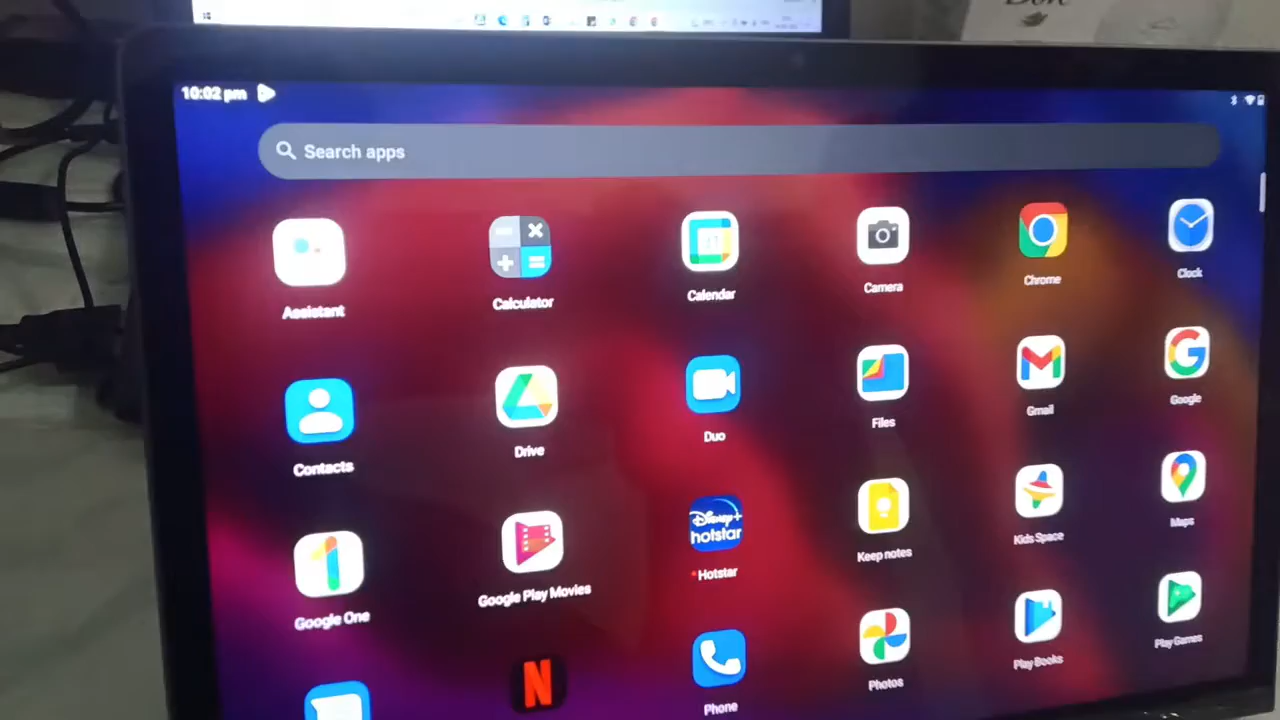 Dove
10:02 pm
Search apps
Assistant
Calculator
Calendar
Camera
Chrome
Clock
Contacts
Drive
Duo
Files
Gmail
Google
Google One
Google Play Movies
Disney+
hotstar
Hotstar
Keep notes
Kids Space
Maps
Phone
Photos
Play Books
Play Games